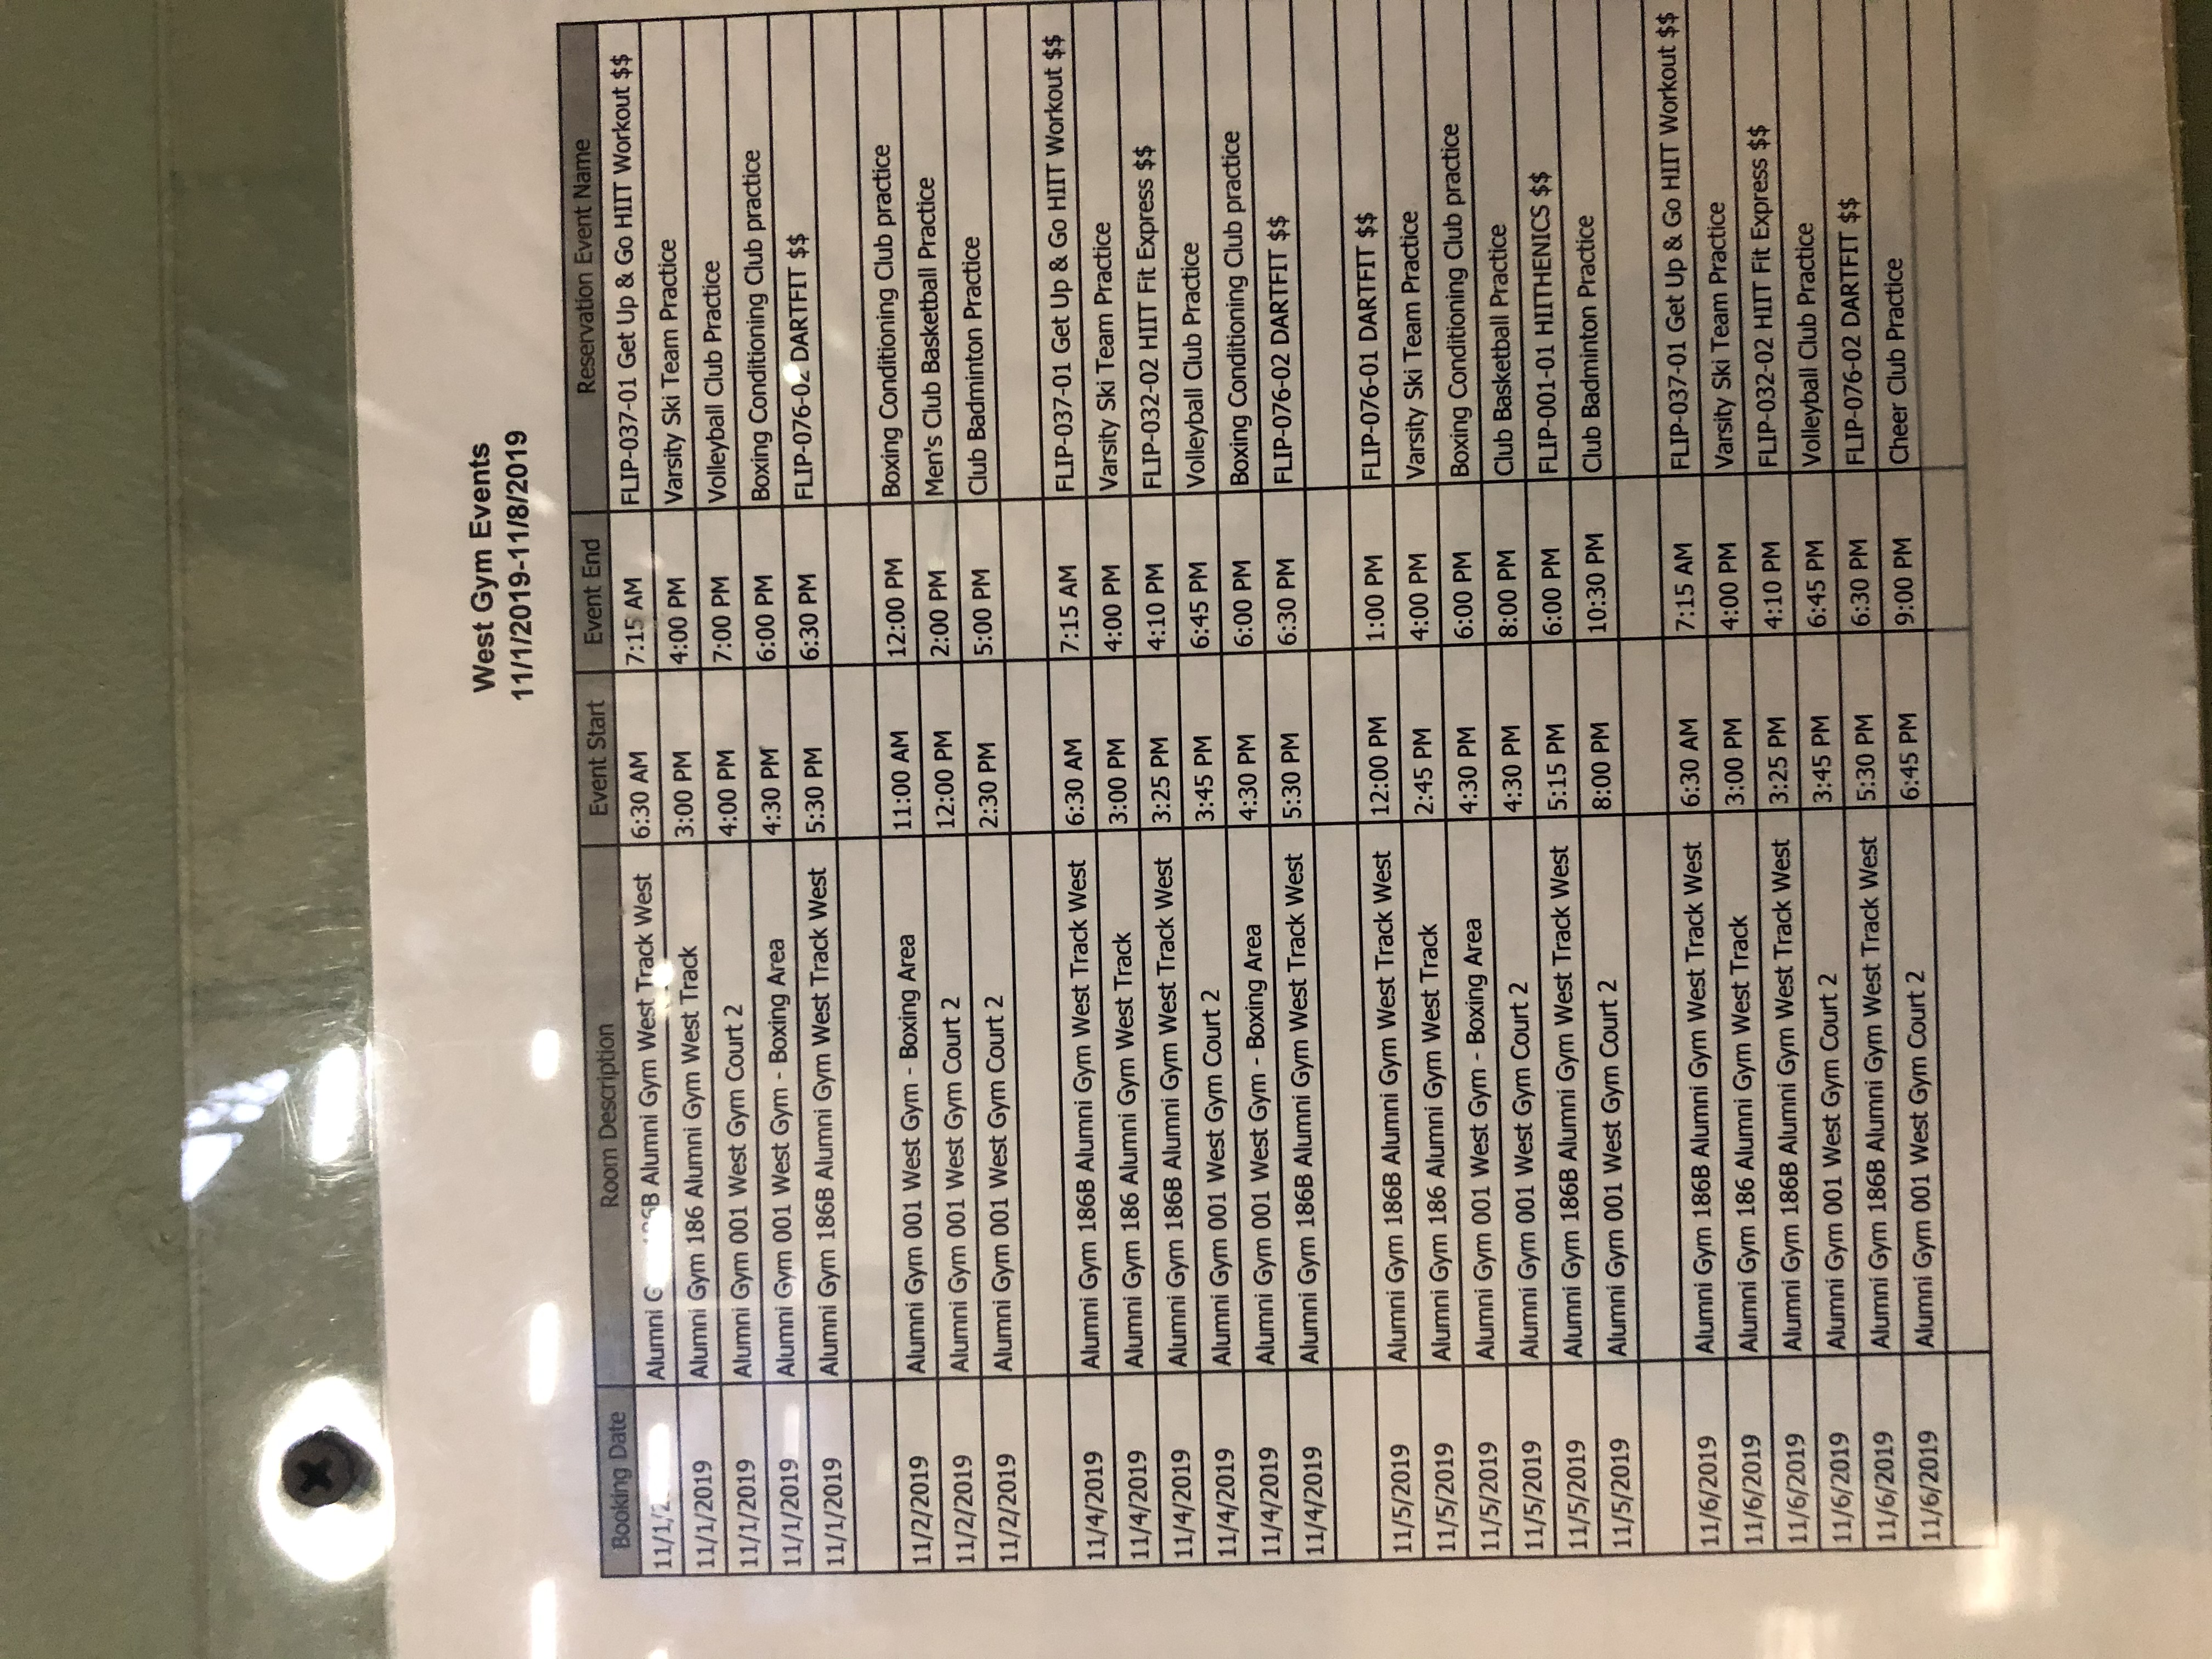 West Gym Events
11/1/2019-11/8/2019
Booking Date Room Description Event Start Event End Reservation Event Name
11/1/2 Alumni G 6B Alumni Gym West Track West 6:30 AM 7:15 AM FLIP-037-01 Get Up & Go HIIT Workout $$
11/1/2019 Alumni Gym 186 Alumni Gym West Track 3:00 PM 4:00 PM Varsity Ski Team Practice
11/1/2019 Alumni Gym 001 West Gym Court 2 4:00 PM 7:00 PM Volleyball Club Practice
11/1/2019 Alumni Gym 001 West Gym - Boxing Area 4:30 PM 6:00 PM Boxing Conditioning Club practice
11/1/2019 Alumni Gym 186B Alumni Gym West Track West 5:30 PM 6:30 PM FLIP-076-02 DARTFIT $$
11/2/2019 Alumni Gym 001 West Gym - Boxing Area 11:00 AM 12:00 PM Boxing Conditioning Club practice
11/2/2019 Alumni Gym 001 West Gym Court 2 12:00 PM 2:00 PM Men's Club Basketball Practice
11/2/2019 Alumni Gym 001 West Gym Court 2 2:30 PM 5:00 PM Club Badminton Practice
11/4/2019 Alumni Gym 186B Alumni Gym West Track West 6:30 AM 7:15 AM FLIP-037-01 Get Up & Go HIIT Workout $$
11/4/2019 Alumni Gym 186 Alumni Gym West Track 3:00 PM 4:00 PM Varsity Ski Team Practice
11/4/2019 Alumni Gym 186B Alumni Gym West Track West 3:25 PM 4:10 PM FLIP-032-02 HIIT Fit Express $$
11/4/2019 Alumni Gym 001 West Gym Court 2 3:45 PM 6:45 PM Volleyball Club Practice
11/4/2019 Alumni Gym 001 West Gym - Boxing Area 4:30 PM 6:00 PM Boxing Conditioning Club practice
11/4/2019 Alumni Gym 186B Alumni Gym West Track West 5:30 PM 6:30 PM FLIP-076-02 DARTFIT $$
11/5/2019 Alumni Gym 186B Alumni Gym West Track West 12:00 PM 1:00 PM FLIP-076-01 DARTFIT $$
11/5/2019 Alumni Gym 186 Alumni Gym West Track 2:45 PM 4:00 PM Varsity Ski Team Practice
11/5/2019 Alumni Gym 001 West Gym - Boxing Area 4:30 PM 6:00 PM Boxing Conditioning Club practice
11/5/2019 Alumni Gym 001 West Gym Court 2 4:30 PM 8:00 PM Club Basketball Practice
11/5/2019 Alumni Gym 186B Alumni Gym West Track West 5:15 PM 6:00 PM FLIP-001-01 HIITHENICS $$
11/5/2019 Alumni Gym 001 West Gym Court 2 8:00 PM 10:30 PM Club Badminton Practice
11/6/2019 Alumni Gym 186B Alumni Gym West Track West 6:30 AM 7:15 AM FLIP-037-01 Get Up & Go HIIT Workout $$
11/6/2019 Alumni Gym 186 Alumni Gym West Track 3:00 PM 4:00 PM Varsity Ski Team Practice
11/6/2019 Alumni Gym 186B Alumni Gym West Track West 3:25 PM 4:10 PM FLIP-032-02 HIIT Fit Express $$
11/6/2019 Alumni Gym 001 West Gym Court 2 3:45 PM 6:45 PM Volleyball Club Practice
11/6/2019 Alumni Gym 186B Alumni Gym West Track West 5:30 PM 6:30 PM FLIP-076-02 DARTFIT $$
11/6/2019 Alumni Gym 001 West Gym Court 2 6:45 PM 9:00 PM Cheer Club Practice